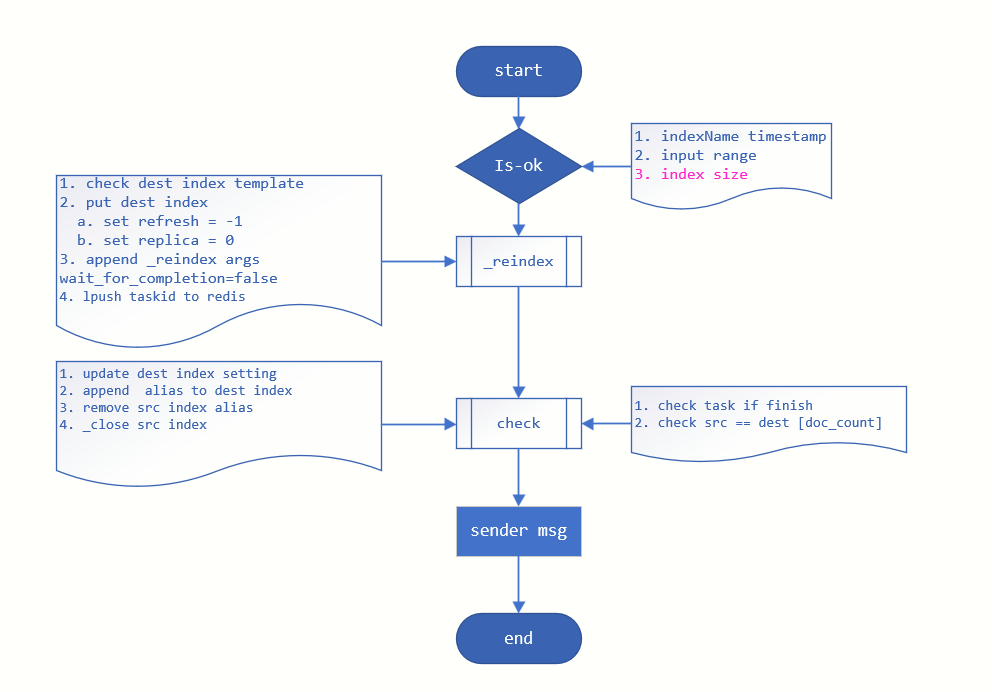 start
Is-ok
1. indexName timestamp
2. input range
3. index size
1. check dest index template
2. put dest index
a. set refresh = -1
b. set replica = 0
3. append _reindex args
wait_for_completion=false
4. lpush taskid to redis
_reindex
1. update dest index setting
2. append  alias to dest index
3. remove src index alias
4. _close src index
check
1. check task if finish
2. check src == dest [doc_count]
sender msg
end